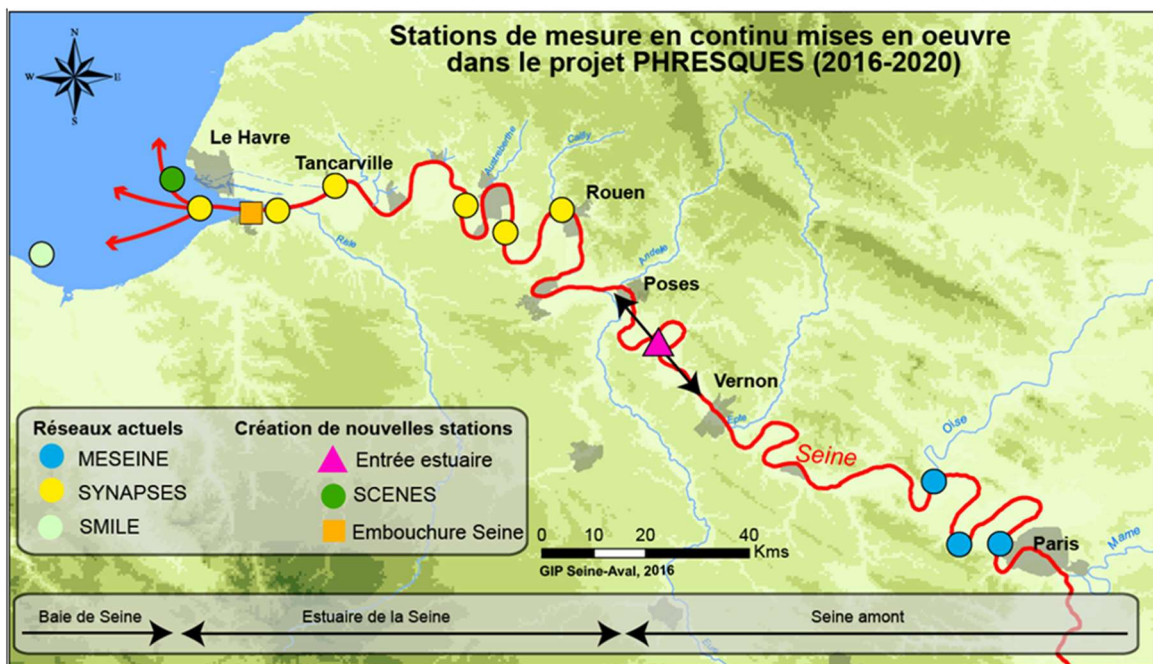 Stations de mesure en continu mises en oeuvre
dans le projet PHRESQUES (2016-2020)
N
W
E
S
Le Havre
Tancarville
Austreberthe
Cailly
Rouen
Risle
Andelle
Poses
Vernon
Epte
Oise
Seine
Paris
Marne
Eure
Réseaux actuels
MESEINE
SYNAPSES
SMILE
Création de nouvelles stations
Entrée estuaire
SCENES
Embouchure Seine
0 10 20 40
Kms
GIP Seine-Aval, 2016
Baie de Seine
Estuaire de la Seine
Seine amont